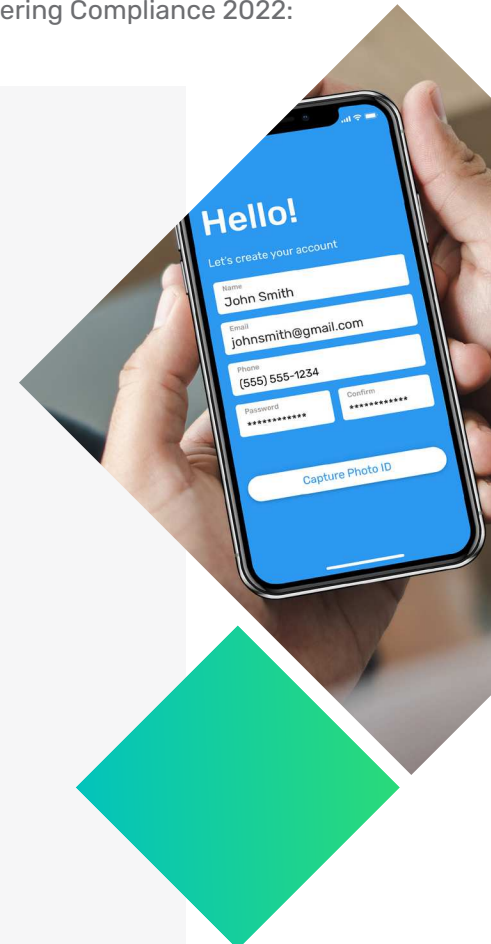 ering Compliance 2022:
Hello!
Let's create your account
Name
John Smith
Email
johnsmith@gmail.com
Phone
(555) 555-1234
Password
Confirm
************
************
Capture Photo ID